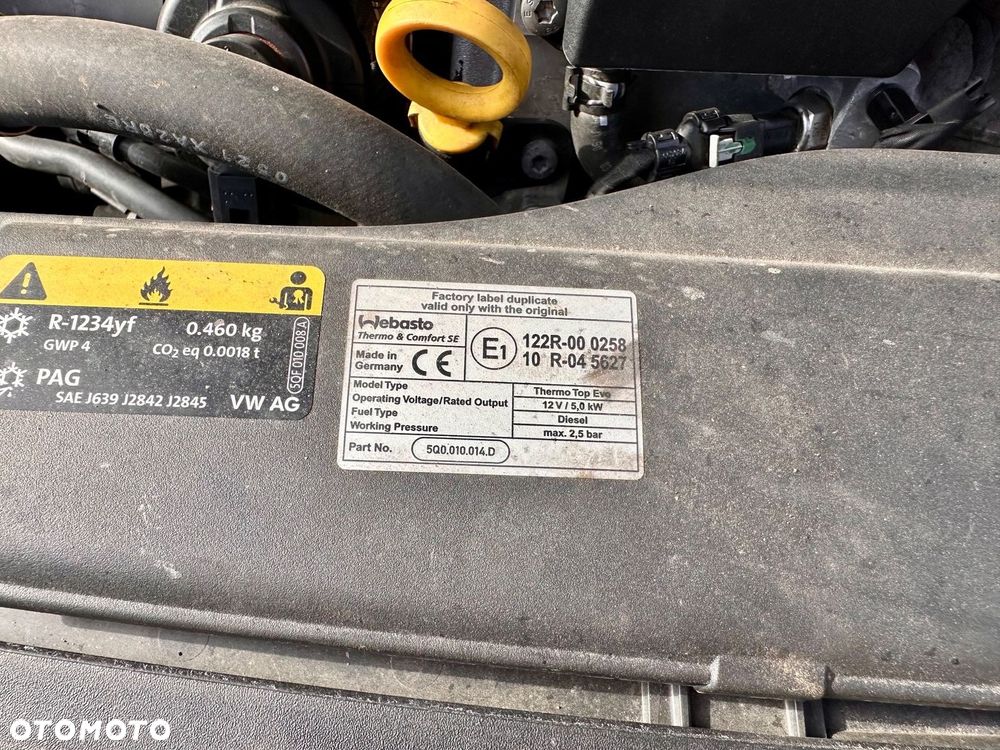 R-1234yf 0.460 kg
GWP 4 CO2 eq 0.0018 t
PAG
SAE J639 J2842 J2845 VW AG
5QF 010 008 A
Factory label duplicate
valid only with the original
Webasto
Thermo & Comfort SE
Made in
Germany
CE
E1
122R-00 0258
10 R-04 5627
Model Type Thermo Top Evo
Operating Voltage/Rated Output 12 V / 5,0 kW
Fuel Type Diesel
Working Pressure max. 2,5 bar
Part No. 5Q0.010.014.D
OTOMOTO